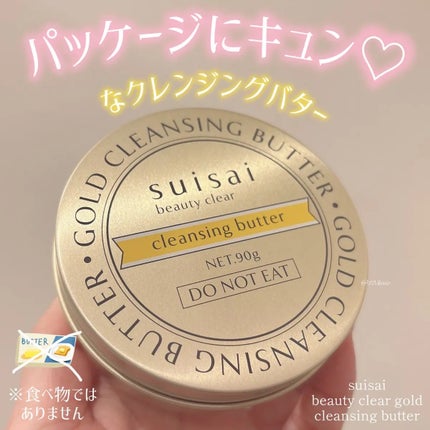 パッケージにキュン♡
なクレンジングバター
• GOLD CLEANSING BUTTER • GOLD CLEANSING BUTTER
suisai
beauty clear
cleansing butter
NET.90g
DO NOT EAT
BUTTER
※食べ物では
ありません
suisai
beauty clear gold
cleansing butter